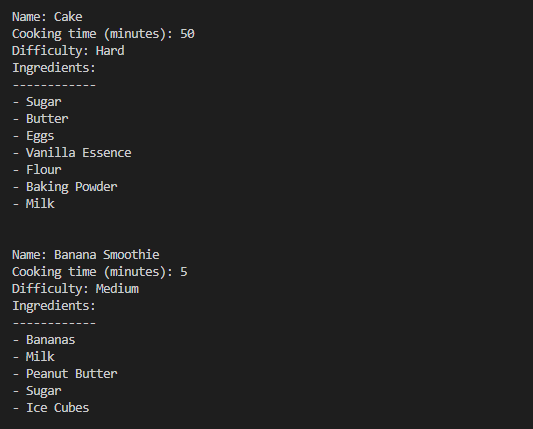 Name: Cake
Cooking time (minutes): 50
Difficulty: Hard
Ingredients:
------------
- Sugar
- Butter
- Eggs
- Vanilla Essence
- Flour
- Baking Powder
- Milk
Name: Banana Smoothie
Cooking time (minutes): 5
Difficulty: Medium
Ingredients:
------------
- Bananas
- Milk
- Peanut Butter
- Sugar
- Ice Cubes